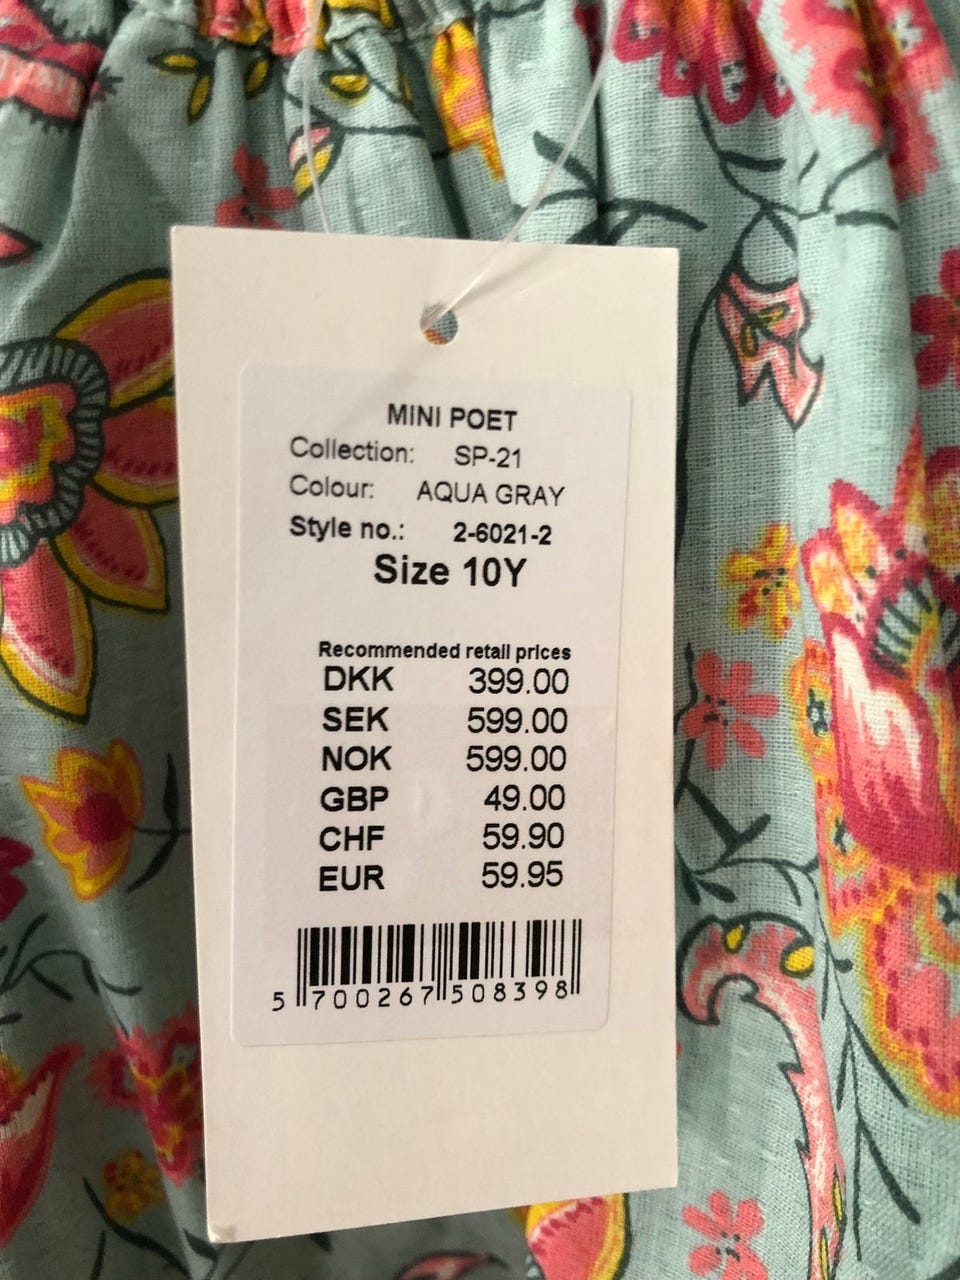 MINI POET
Collection: SP-21
Colour: AQUA GRAY
Style no.: 2-6021-2
Size 10Y
Recommended retail prices
DKK 399.00
SEK 599.00
NOK 599.00
GBP 49.00
CHF 59.90
EUR 59.95
5 700267 508398